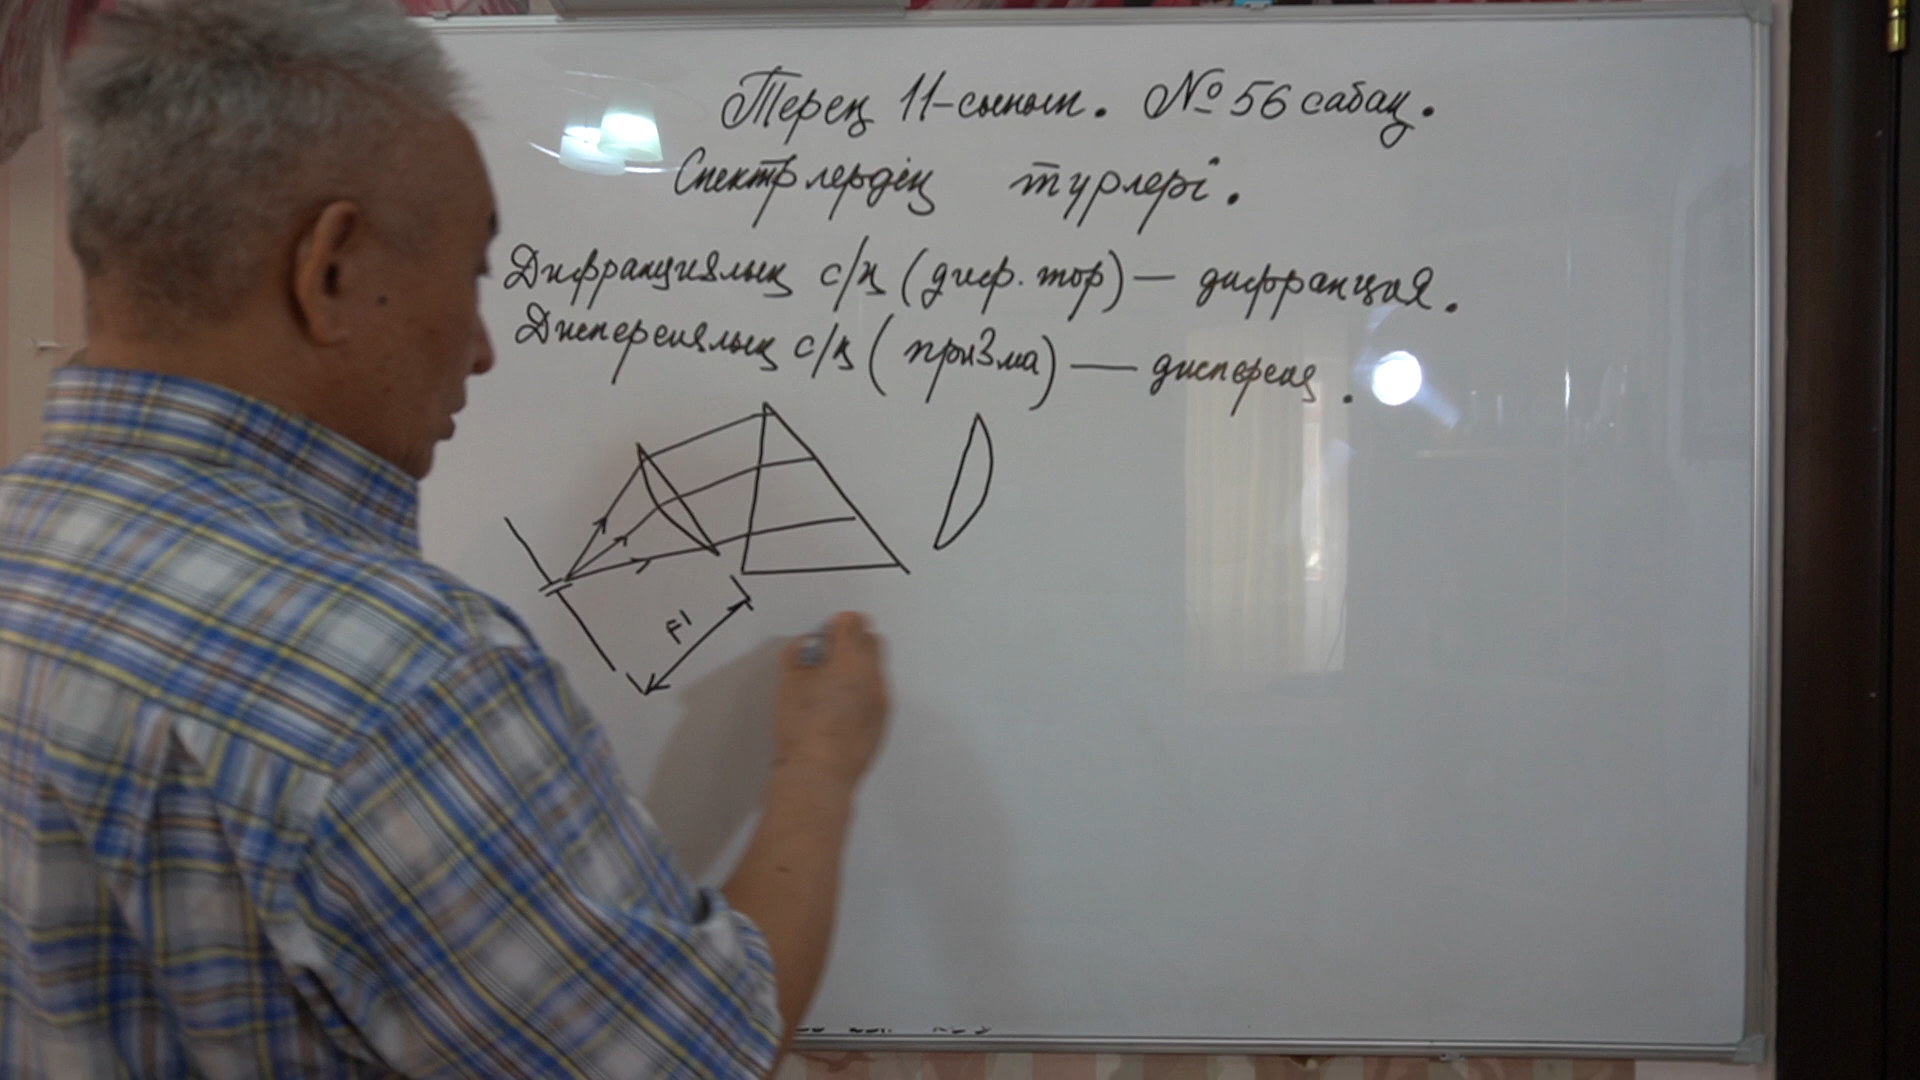 Терең 11-сынып. № 56 сабақ.
Спектрлердің түрлері.
Дифракциялық с/қ (диф. тор) — дифракция.
Дисперсиялық с/қ (призма) — дисперсия.
F1